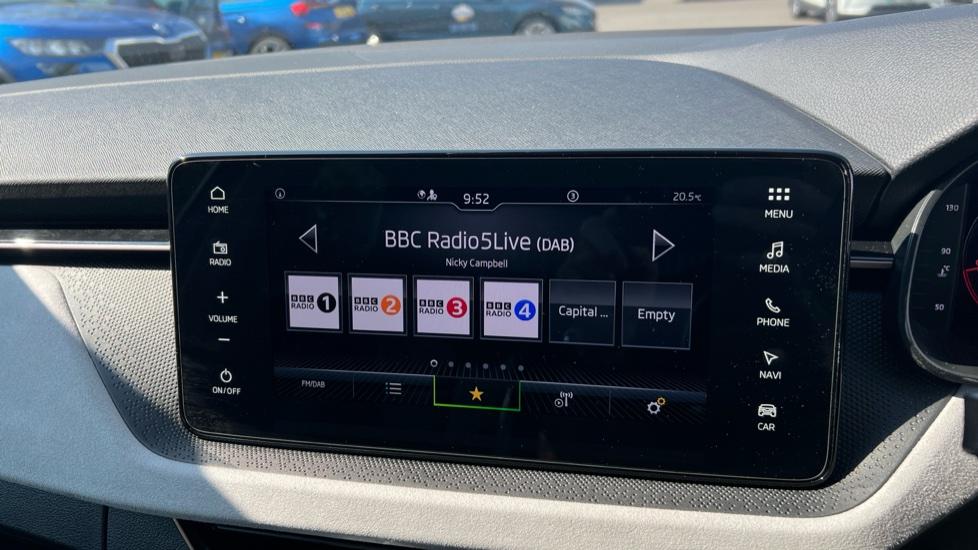 HOME
RADIO
+
VOLUME
−
ON/OFF
9:52
3
20.5°C
BBC Radio5Live (DAB)
Nicky Campbell
BBC RADIO 1
BBC RADIO 2
BBC RADIO 3
BBC RADIO 4
Capital ...
Empty
FM/DAB
MENU
MEDIA
PHONE
NAVI
CAR
130
90
°C
50